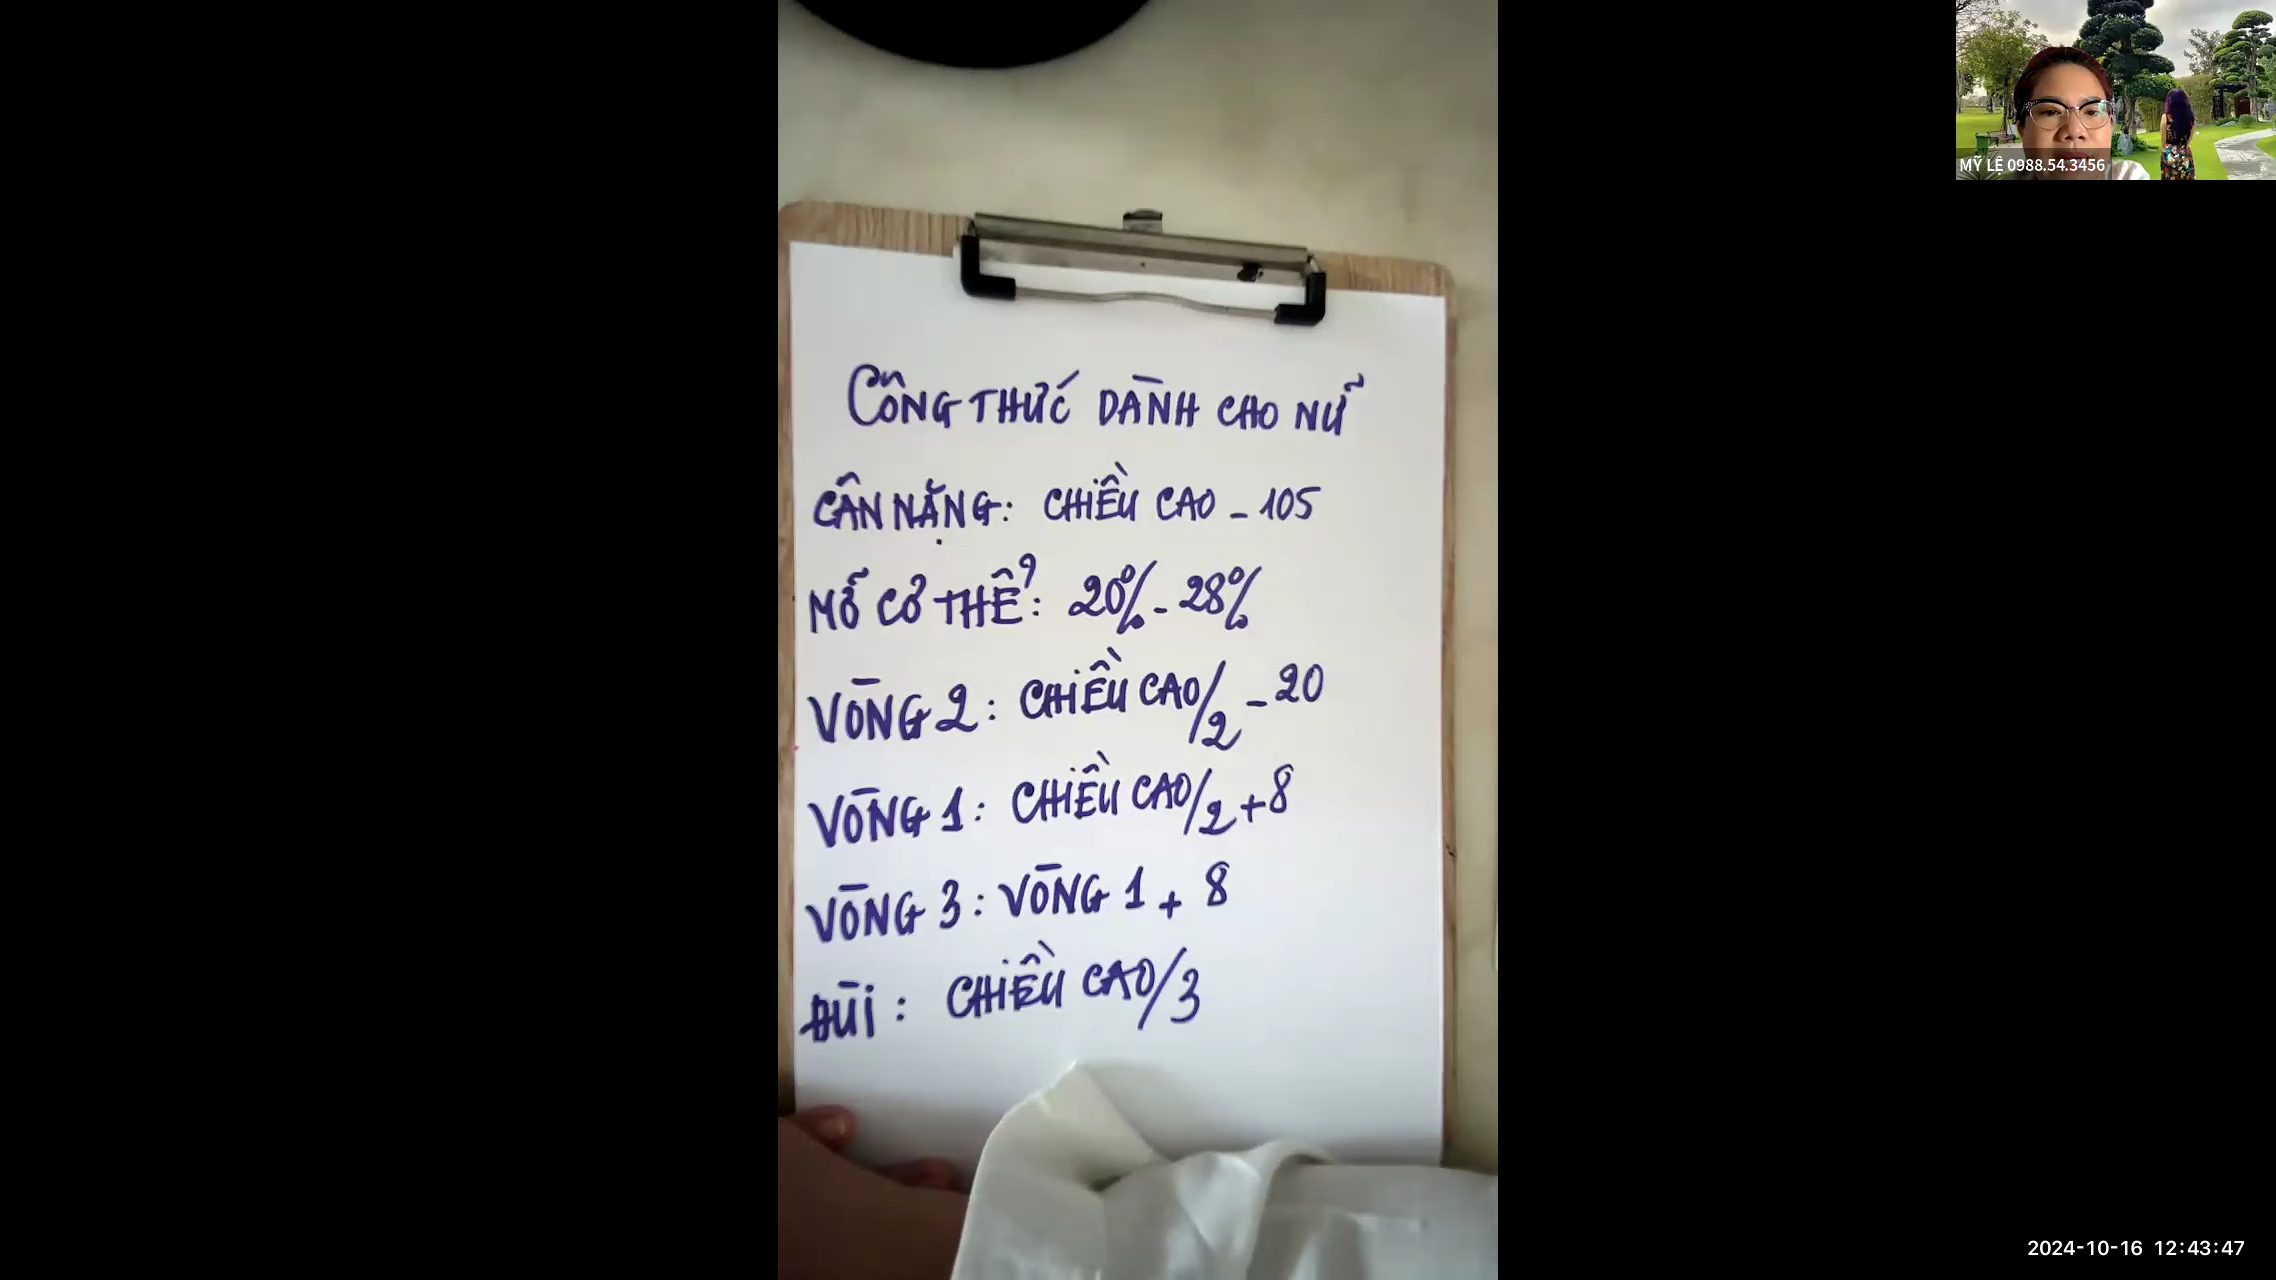 MỸ LỆ 0988.54.3456
CÔNG THỨC DÀNH CHO NỮ
CÂN NẶNG: CHIỀU CAO - 105
MỠ CƠ THỂ: 20% - 28%
VÒNG 2: CHIỀU CAO/2 - 20
VÒNG 1: CHIỀU CAO/2 + 8
VÒNG 3: VÒNG 1 + 8
ĐÙI: CHIỀU CAO/3
2024-10-16 12:43:47